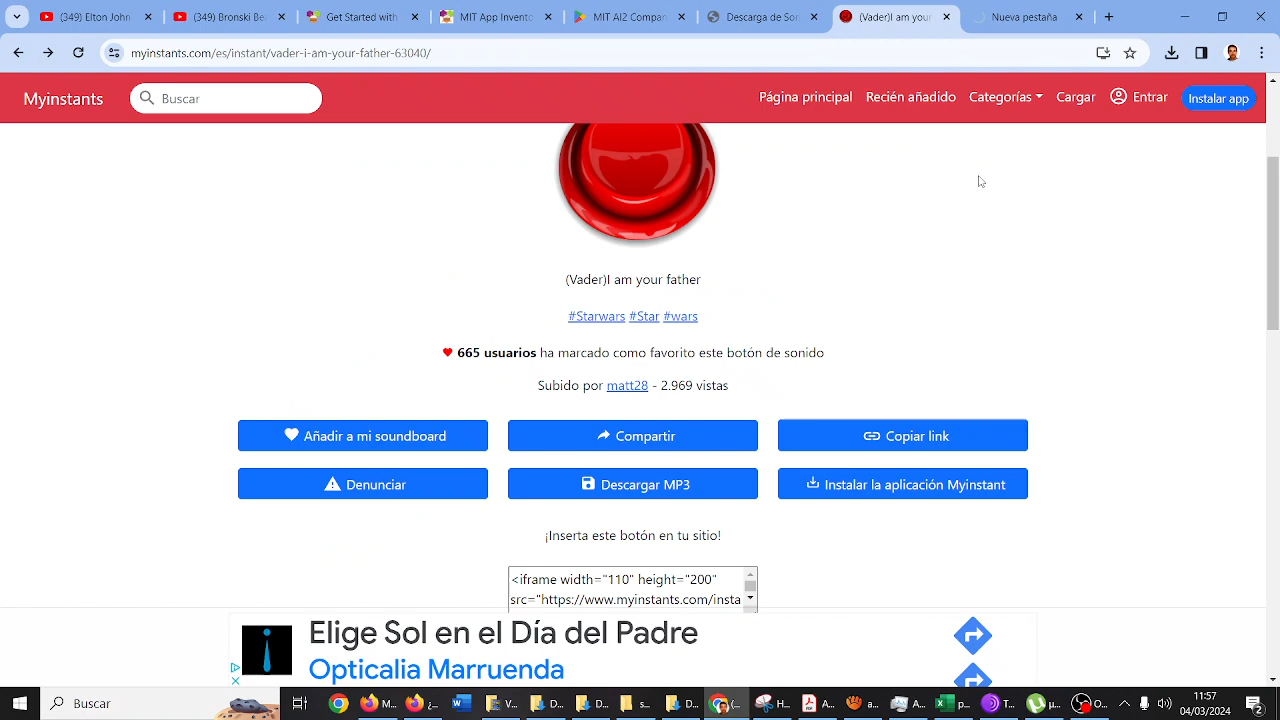 (349) Elton John
(349) Bronski Be
Get Started with
MIT App Invento
MIT AI2 Compani
Descarga de Son
(Vader)I am your
Nueva pestaña
myinstants.com/es/instant/vader-i-am-your-father-63040/
Myinstants
Buscar
Página principal
Recién añadido
Categorías
Cargar
Entrar
Instalar app
(Vader)I am your father
#Starwars #Star #wars
665 usuarios ha marcado como favorito este botón de sonido
Subido por matt28 - 2.969 vistas
Añadir a mi soundboard
Compartir
Copiar link
Denunciar
Descargar MP3
Instalar la aplicación Myinstant
¡Inserta este botón en tu sitio!
<iframe width="110" height="200"
src="https://www.myinstants.com/insta
Elige Sol en el Día del Padre
Opticalia Marruenda
Buscar
11:57
04/03/2024